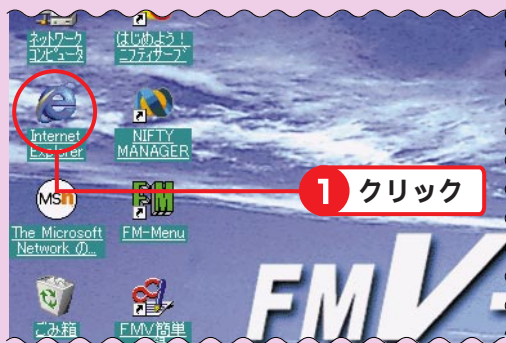 ネットワーク
コンピュータ
はじめよう!
ニフティサーブ
Internet
Explorer
NIFTY
MANAGER
1 クリック
msn
The Microsoft
Network の...
FM
FM-Menu
ごみ箱
FMV簡単
FMV-